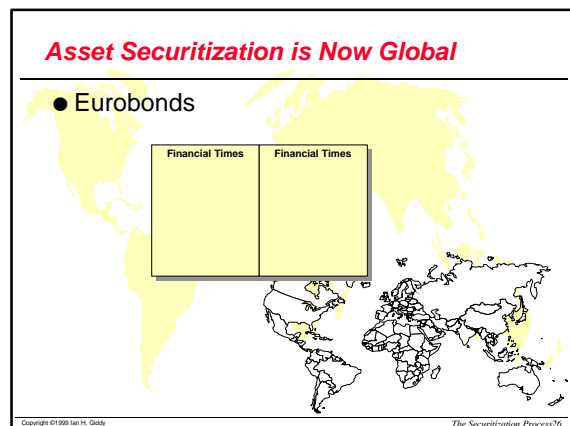 Asset Securitization is Now Global
● Eurobonds
Financial Times Financial Times
Copyright ©1999 Ian H. Giddy The Securitization Process26